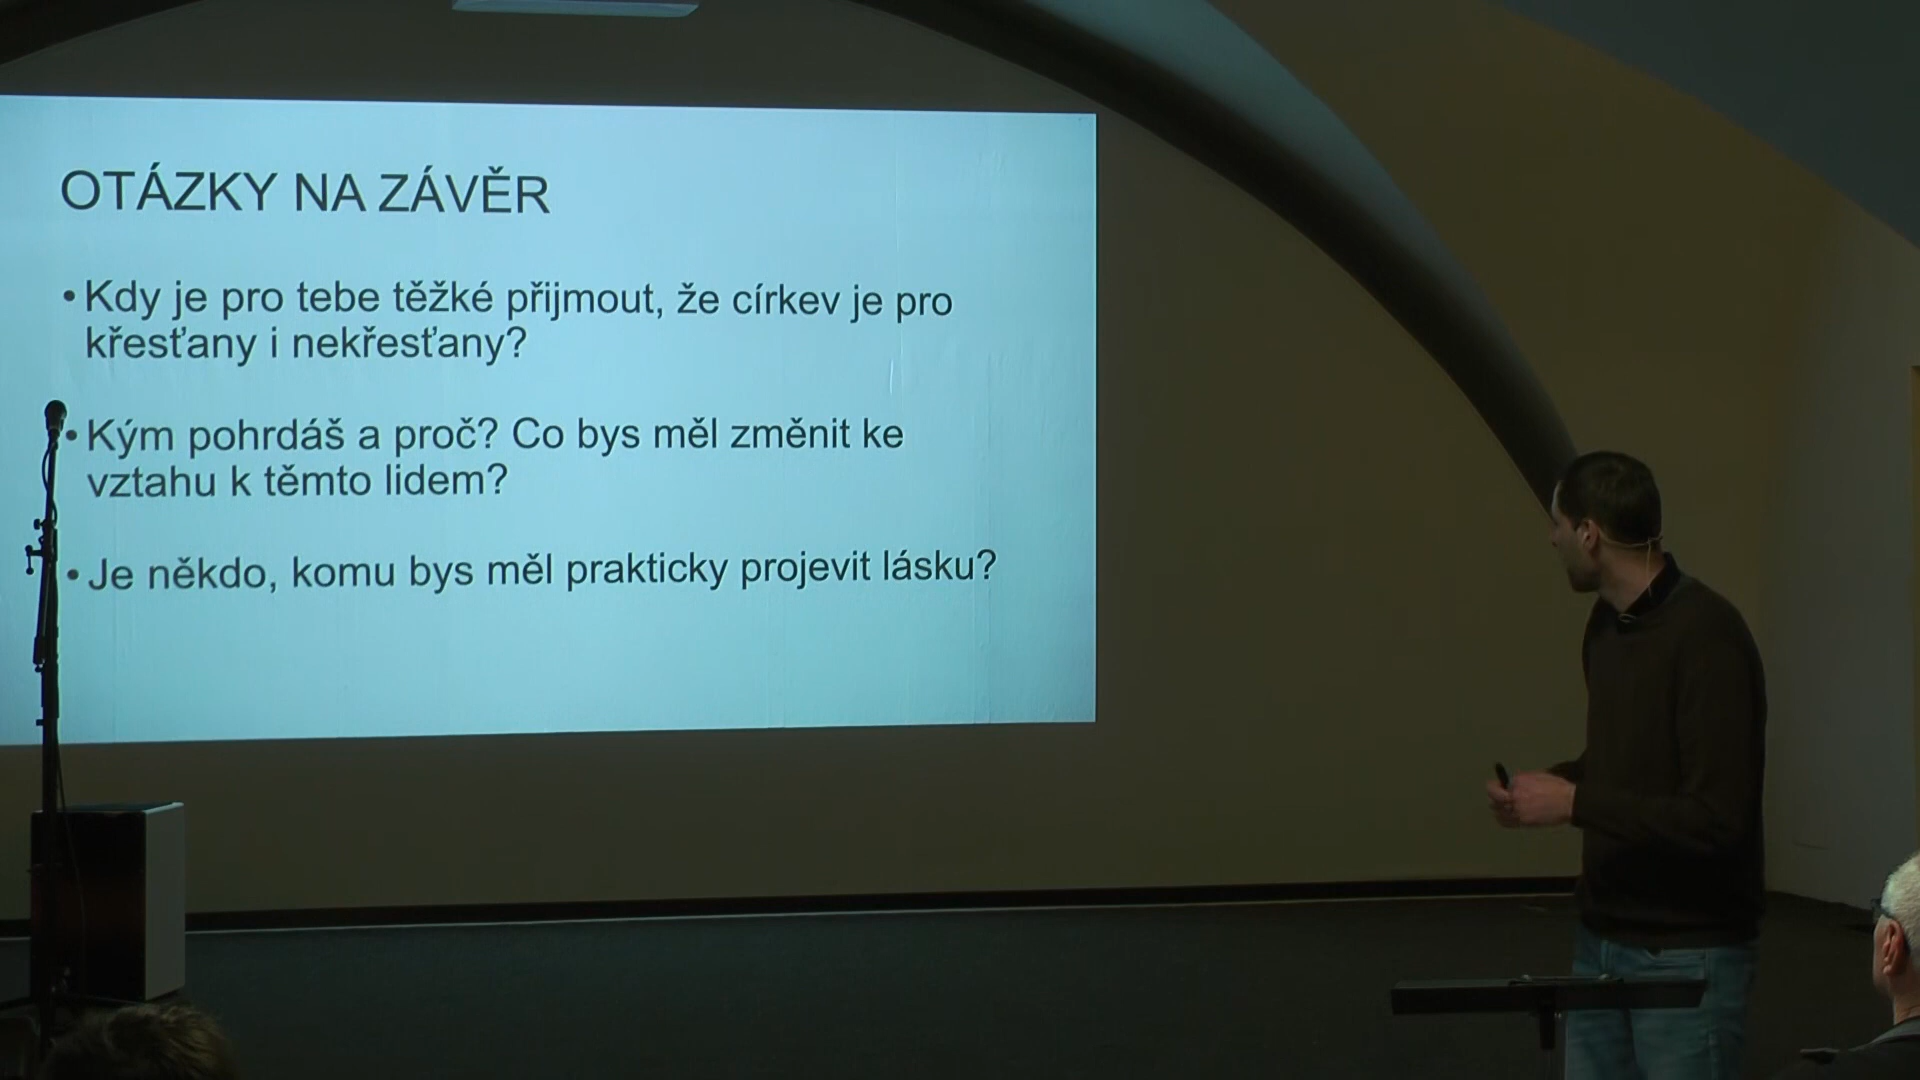 OTÁZKY NA ZÁVĚR
• Kdy je pro tebe těžké přijmout, že církev je pro
křesťany i nekřesťany?
• Kým pohrdáš a proč? Co bys měl změnit ke
vztahu k těmto lidem?
• Je někdo, komu bys měl prakticky projevit lásku?